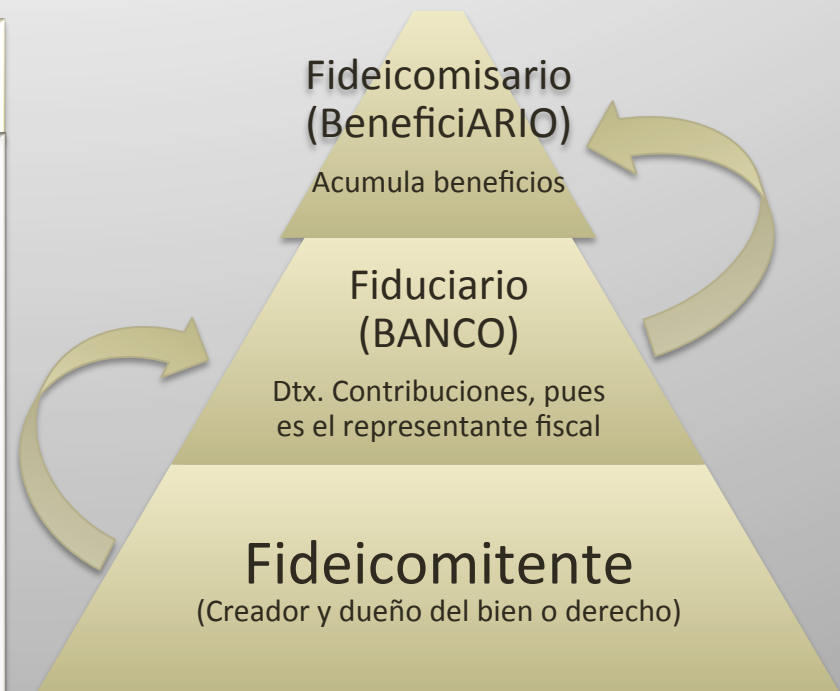 Fideicomisario
(BeneficiARIO)
Acumula beneficios
Fiduciario
(BANCO)
Dtx. Contribuciones, pues
es el representante fiscal
Fideicomitente
(Creador y dueño del bien o derecho)